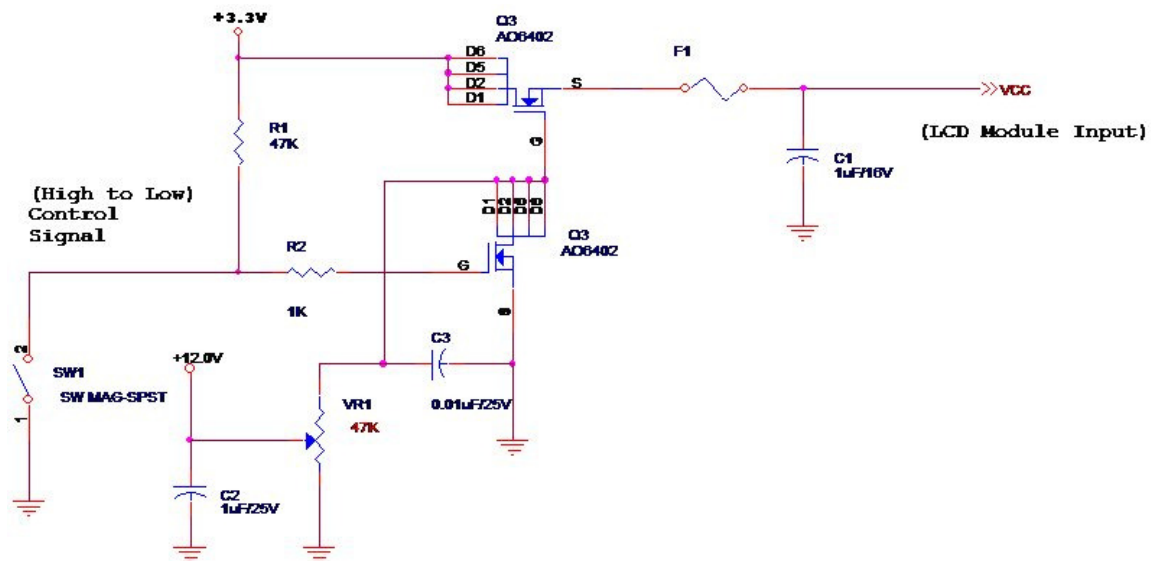 +3.3V
Q3
AO6402
D6
D5
D2
D1
S
G
F1
VCC
(LCD Module Input)
R1
47K
C1
1uF/16V
(High to Low)
Control
Signal
D1
D2
Q3
AO6402
R2
G
1K
C3
+12.0V
2
SW1
SW MAG-SPST
1
VR1
47K
0.01uF/25V
C2
1uF/25V